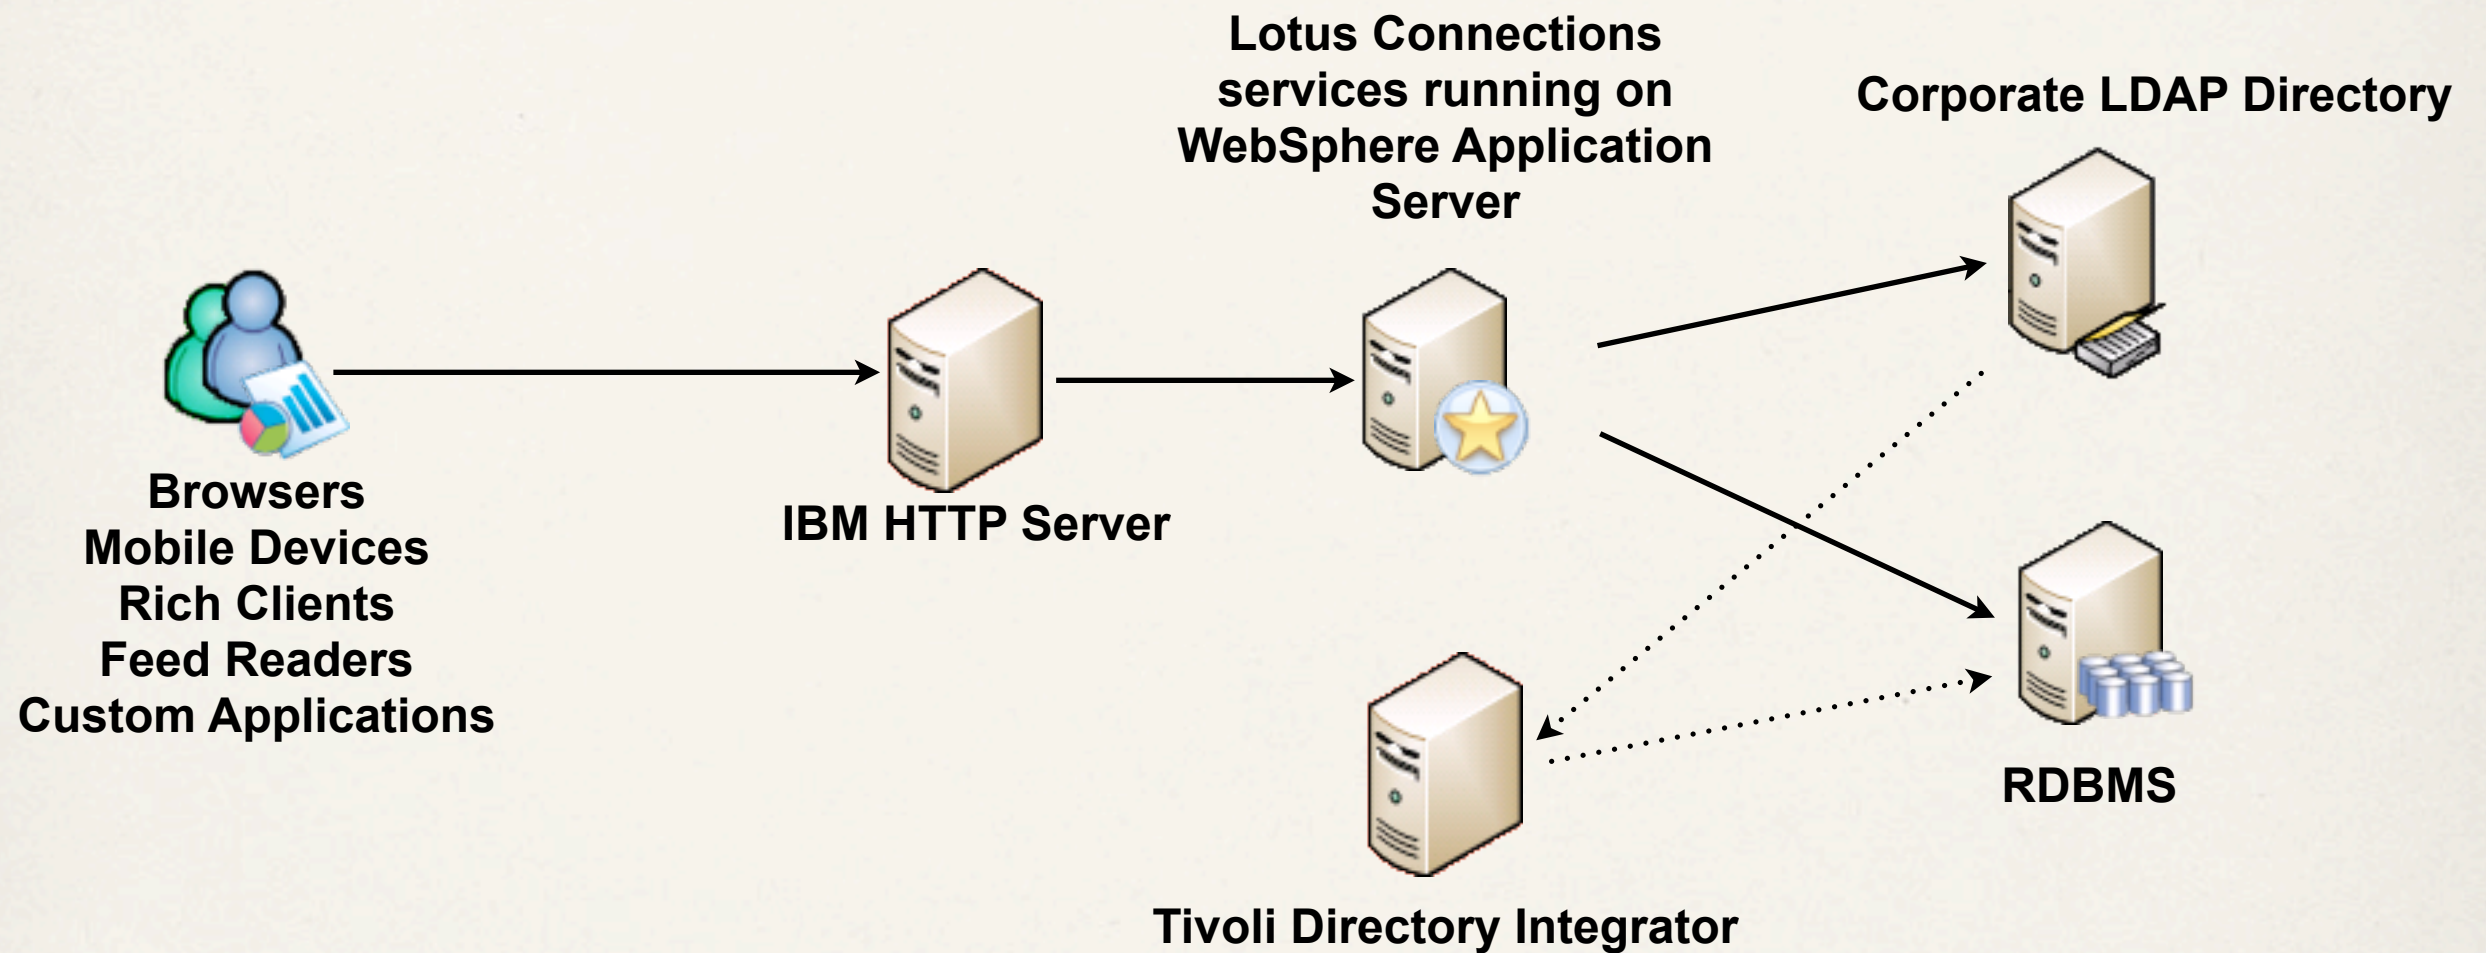 Lotus Connections
services running on
WebSphere Application
Server
Corporate LDAP Directory
Browsers
Mobile Devices
Rich Clients
Feed Readers
Custom Applications
IBM HTTP Server
RDBMS
Tivoli Directory Integrator